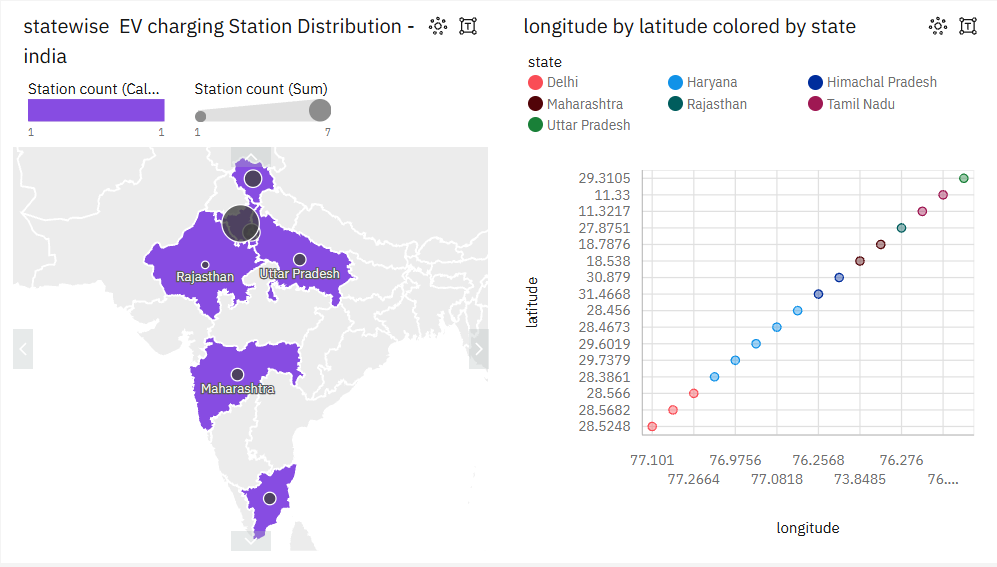 statewise EV charging Station Distribution -
india
Station count (Cal...
Station count (Sum)
1 1
1 7
Rajasthan
Uttar Pradesh
Maharashtra
longitude by latitude colored by state
state
Delhi
Haryana
Himachal Pradesh
Maharashtra
Rajasthan
Tamil Nadu
Uttar Pradesh
latitude
29.3105
11.33
11.3217
27.8751
18.7876
18.538
30.879
31.4668
28.456
28.4673
29.6019
29.7379
28.3861
28.566
28.5682
28.5248
77.101 76.9756 76.2568 76.276
77.2664 77.0818 73.8485 76....
longitude